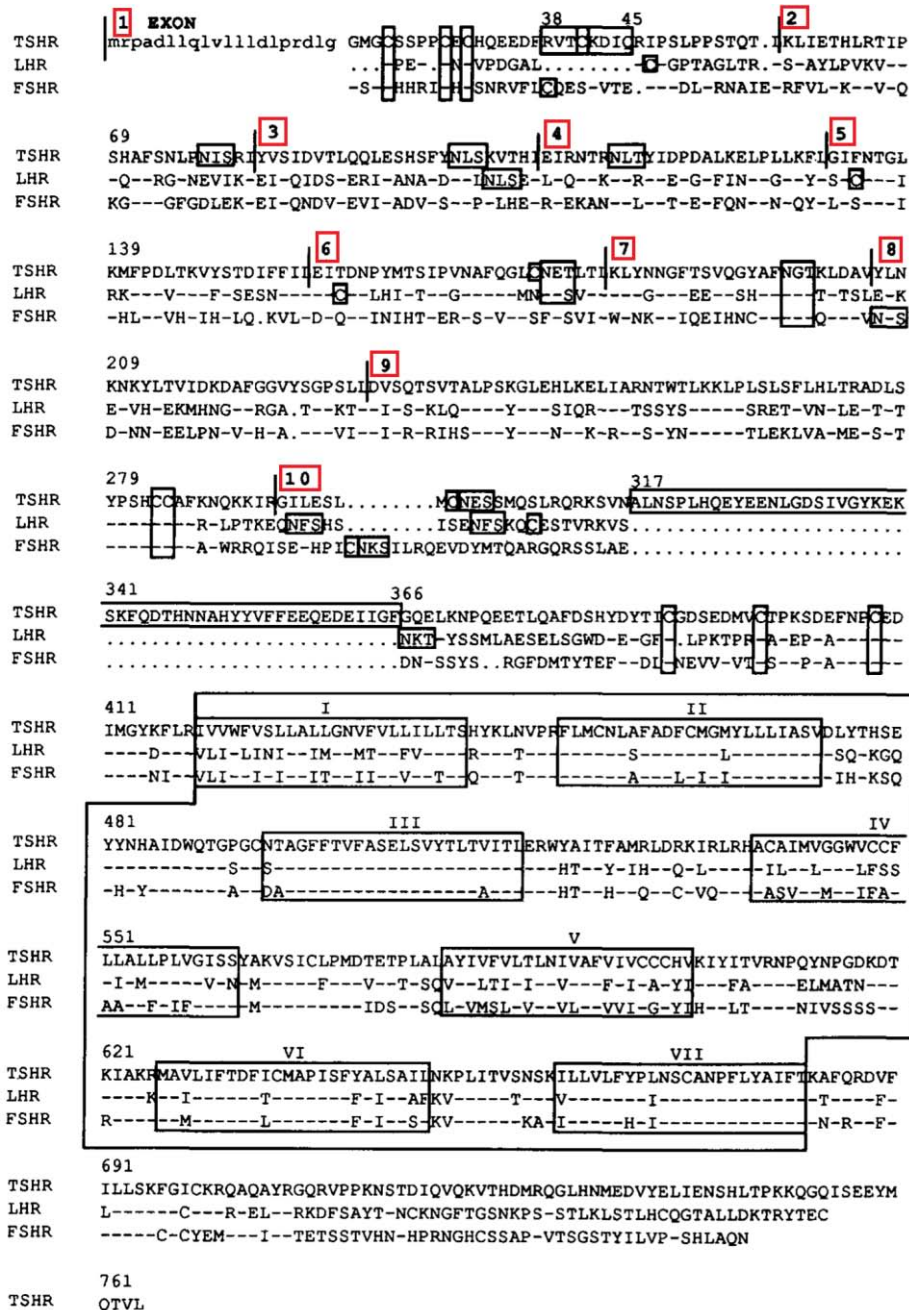 1 EXON 38 45 2
TSHR mrpadllqlvlllldlprdlg GMGCSSPPCECHQEEDFRVTCKDIQRIPSLPPSTQT.LKLIETHLRTIP
LHR ..-PE--.N-VPDGAL.......-C-GPTAGLTR.-S-AYLPVKV--
FSHR -S-HHRIH-SNRVFLCQES-VTE.---DL-RNAIE-RFVL-K--V-Q
69 3 4 5
TSHR SHAFSNLPNISRIYVSIDVTLQQLESHSFYNLSKVTHIEIRNTRNLTYIDPDALKELPLLKFLGIFNTGL
LHR -Q--RG-NEVIK-EI-QIDS-ERI-ANA-D-LNLSE-L-Q--K--R--EG-FIN--G--Y-S-C---I
FSHR KG---GFGDLEK-EI-QNDV-EVI-ADV-S--P-LHE-R-EKAN--L--T-E-FQN--N-QY-L-S---I
139 6 7 8
TSHR KMFPDLTKVYSTDIFFILEITDNPYMTSIPVNAFQGLCNETLTLKLYNNGFTSVQGYAFNGTKLDAVYLN
LHR RK---V---F-SESN----C--LHI-T--G------MN--SV-----G--EE--SH----T-TSLE-K
FSHR -HL--VH-IH-LQ.KVL-D-Q---INIHT-ER-S-V--SF-SVI-W-NK--IQEIHNC----Q--VN-S
209 9
TSHR KNKYLTVIDKDAFGGVYSGPSLLDVSQTSVTALPSKGLEHLKELIARNTWTLKKLPLSLSFLHLTRADLS
LHR E-VH-EKMHNG--RGA.T--KT--I-S-KLQ----Y---SIQR---TSSYS-----SRET-VN-LE-T-T
FSHR D-NN-EELPN-V-H-A.----VI--I-R-RIHS---Y---N--K-R--S-YN----TLEKLVA-ME-S-T
279 10 317
TSHR YPSHCCAFKNQKKIRGILESL.......MCNESSMQSLRQRKSVNALNSPLHQEYEENLGDSIVGYKEK
LHR -------R-LPTKEQNFSHS.......ISENFSKQCESTVRKVS.......................
FSHR -------A-WRRQISE-HPICNKSILRQEVDYMTQARGQRSSLAE.......................
341 366
TSHR SKFQDTHNNAHYYVFFEEQEDEIIGFGQELKNPQEETLQAFDSHYDYTICGDSEDMVCTPKSDEFNPCED
LHR .........................NKT-YSSMLAESELSGWD-E-GF-.LPKTPR-A-EP-A------
FSHR .........................DN-SSYS..RGFDMTYTEF--DL-NEVV-VT-S--P-A------
411 I II
TSHR IMGYKFLRIVVWFVSLLALLGNVFVLLILLTSHYKLNVPRFLMCNLAFADFCMGMYLLLIASVDLYTHSE
LHR ----D---VLI-LINI--IM--MT-FV---R--T------S------L--------SQ-KGQ
FSHR ----NI--VLI--I-I--IT--II--V--T-Q--T------A---L-I-I-------IH-KSQ
481 III IV
TSHR YYNHAIDWQTGPGCNTAGFFTVFASELSVYTLTVITLERWYAITFAMRLDRKIRLRHACAIMVGGWVCCF
LHR ----------S--S-------------------HT--Y-IH--Q-L-----IL--L---LFSS
FSHR -H-Y------A--DA---------------A------HT--H--Q--C-VQ--ASV--M--IFA-
551 V
TSHR LLALLPLVGISSYAKVSICLPMDTETPLALAYIVFVLTLNIVAFVIVCCCHVKIYITVRNPQYNPGDKDT
LHR -I-M----V-N-M----F---V--T-SQV--LTI-I--V---F-I-A-YI---FA---ELMATN---
FSHR AA--F-IF----M-------IDS--SQL-VMSL-V--VL--VVI-G-YIH--LT---NIVSSSS-
621 VI VII
TSHR KIAKRMAVLIFTDFICMAPISFYALSAIINKPLITVSNSKILLVLFYPLNSCANPFLYAIFTKAFQRDVF
LHR ---K--I-----T------F-I--AFKV----T---V-----I-------------T----F-
FSHR R-----M-----L------F-I--S-KV-----KA-I----H-I-------------N-R--F-
691
TSHR ILLSKFGICKRQAQAYRGQRVPPKNSTDIQVQKVTHDMRQGLHNMEDVYELIENSHLTPKKQGQISEEYM
LHR L------C---R-EL--RKDFSAYT-NCKNGFTGSNKPS-STLKLSTLHCQGTALLDKTRYTEC
FSHR ------C-CYEM---I--TETSSTVHN-HPRNGHCSSAP-VTSGSTYILVP-SHLAQN
761
TSHR QTVL